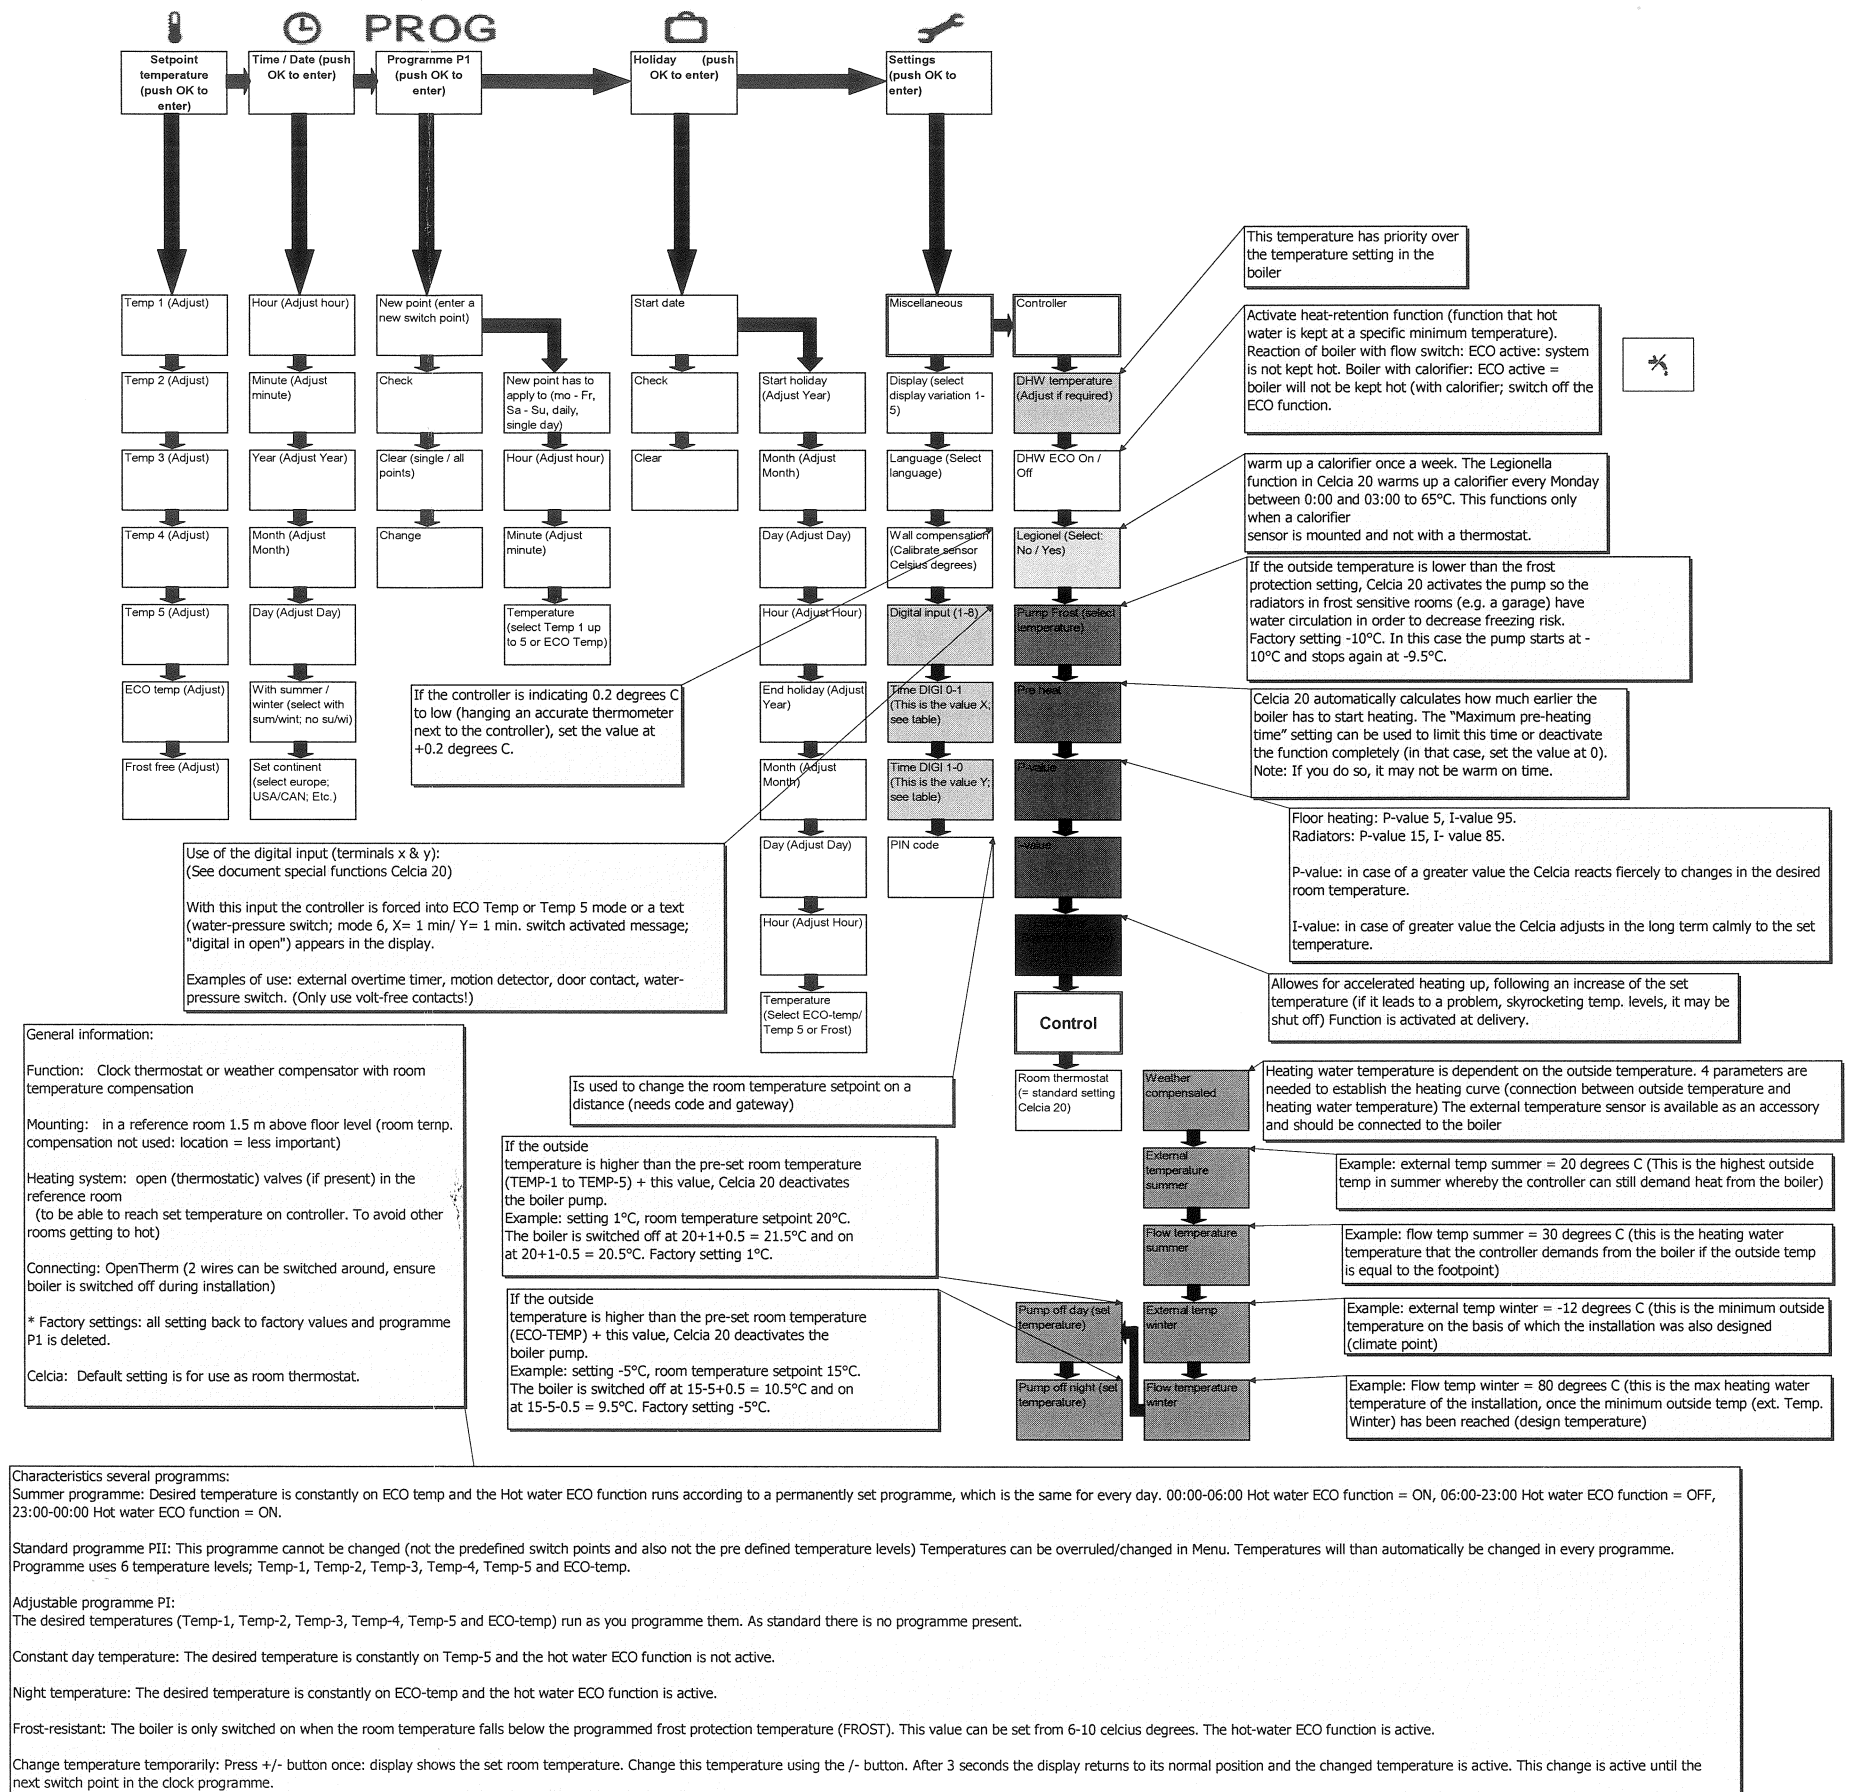 PROG
Setpoint
temperature
(push OK to
enter)
Time / Date (push
OK to enter)
Programme P1
(push OK to
enter)
Holiday (push
OK to enter)
Settings
(push OK to
enter)
Temp 1 (Adjust)
Temp 2 (Adjust)
Temp 3 (Adjust)
Temp 4 (Adjust)
Temp 5 (Adjust)
ECO temp (Adjust)
Frost free (Adjust)
Hour (Adjust hour)
Minute (Adjust
minute)
Year (Adjust Year)
Month (Adjust
Month)
Day (Adjust Day)
With summer /
winter (select with
sum/wint; no su/wi)
Set continent
(select europe;
USA/CAN; Etc.)
New point (enter a
new switch point)
Check
Clear (single / all
points)
Change
New point has to
apply to (mo - Fr,
Sa - Su, daily,
single day)
Hour (Adjust hour)
Minute (Adjust
minute)
Temperature
(select Temp 1 up
to 5 or ECO Temp)
Start date
Check
Clear
Start holiday
(Adjust Year)
Month (Adjust
Month)
Day (Adjust Day)
Hour (Adjust Hour)
End holiday (Adjust
Year)
Month (Adjust
Month)
Day (Adjust Day)
Hour (Adjust Hour)
Temperature
(Select ECO-temp/
Temp 5 or Frost)
Miscellaneous
Display (select
display variation 1-
5)
Language (Select
language)
Wall compensation
(Calibrate sensor
Celsius degrees)
Digital input (1-8)
Time DIGI 0-1
(This is the value X;
see table)
Time DIGI 1-0
(This is the value Y;
see table)
PIN code
Controller
DHW temperature
(Adjust if required)
DHW ECO On /
Off
Legionel (Select:
No / Yes)
Pump Frost (select
temperature)
Pre heat
P-value
I-value
Control
Room thermostat
(= standard setting
Celcia 20)
Weather
compensated
External
temperature
summer
Flow temperature
summer
External temp
winter
Flow temperature
winter
Pump off day (set
temperature)
Pump off night (set
temperature)
This temperature has priority over
the temperature setting in the
boiler
Activate heat-retention function (function that hot
water is kept at a specific minimum temperature).
Reaction of boiler with flow switch: ECO active: system
is not kept hot. Boiler with calorifier: ECO active =
boiler will not be kept hot (with calorifier; switch off the
ECO function.
warm up a calorifier once a week. The Legionella
function in Celcia 20 warms up a calorifier every Monday
between 0:00 and 03:00 to 65°C. This functions only
when a calorifier
sensor is mounted and not with a thermostat.
If the outside temperature is lower than the frost
protection setting, Celcia 20 activates the pump so the
radiators in frost sensitive rooms (e.g. a garage) have
water circulation in order to decrease freezing risk.
Factory setting -10°C. In this case the pump starts at -
10°C and stops again at -9.5°C.
Celcia 20 automatically calculates how much earlier the
boiler has to start heating. The “Maximum pre-heating
time” setting can be used to limit this time or deactivate
the function completely (in that case, set the value at 0).
Note: If you do so, it may not be warm on time.
Floor heating: P-value 5, I-value 95.
Radiators: P-value 15, I- value 85.
P-value: in case of a greater value the Celcia reacts fiercely to changes in the desired
room temperature.
I-value: in case of greater value the Celcia adjusts in the long term calmly to the set
temperature.
Allowes for accelerated heating up, following an increase of the set
temperature (if it leads to a problem, skyrocketing temp. levels, it may be
shut off) Function is activated at delivery.
Heating water temperature is dependent on the outside temperature. 4 parameters are
needed to establish the heating curve (connection between outside temperature and
heating water temperature) The external temperature sensor is available as an accessory
and should be connected to the boiler
Example: external temp summer = 20 degrees C (This is the highest outside
temp in summer whereby the controller can still demand heat from the boiler)
Example: flow temp summer = 30 degrees C (this is the heating water
temperature that the controller demands from the boiler if the outside temp
is equal to the footpoint)
Example: external temp winter = -12 degrees C (this is the minimum outside
temperature on the basis of which the installation was also designed
(climate point)
Example: Flow temp winter = 80 degrees C (this is the max heating water
temperature of the installation, once the minimum outside temp (ext. Temp.
Winter) has been reached (design temperature)
If the controller is indicating 0.2 degrees C
to low (hanging an accurate thermometer
next to the controller), set the value at
+0.2 degrees C.
Use of the digital input (terminals x & y):
(See document special functions Celcia 20)
With this input the controller is forced into ECO Temp or Temp 5 mode or a text
(water-pressure switch; mode 6, X= 1 min/ Y= 1 min. switch activated message;
"digital in open") appears in the display.
Examples of use: external overtime timer, motion detector, door contact, water-
pressure switch. (Only use volt-free contacts!)
Is used to change the room temperature setpoint on a
distance (needs code and gateway)
If the outside
temperature is higher than the pre-set room temperature
(TEMP-1 to TEMP-5) + this value, Celcia 20 deactivates
the boiler pump.
Example: setting 1°C, room temperature setpoint 20°C.
The boiler is switched off at 20+1+0.5 = 21.5°C and on
at 20+1-0.5 = 20.5°C. Factory setting 1°C.
If the outside
temperature is higher than the pre-set room temperature
(ECO-TEMP) + this value, Celcia 20 deactivates the
boiler pump.
Example: setting -5°C, room temperature setpoint 15°C.
The boiler is switched off at 15-5+0.5 = 10.5°C and on
at 15-5-0.5 = 9.5°C. Factory setting -5°C.
General information:
Function: Clock thermostat or weather compensator with room
temperature compensation
Mounting: in a reference room 1.5 m above floor level (room temp.
compensation not used: location = less important)
Heating system: open (thermostatic) valves (if present) in the
reference room
(to be able to reach set temperature on controller. To avoid other
rooms getting to hot)
Connecting: OpenTherm (2 wires can be switched around, ensure
boiler is switched off during installation)
* Factory settings: all setting back to factory values and programme
P1 is deleted.
Celcia: Default setting is for use as room thermostat.
Characteristics several programms:
Summer programme: Desired temperature is constantly on ECO temp and the Hot water ECO function runs according to a permanently set programme, which is the same for every day. 00:00-06:00 Hot water ECO function = ON, 06:00-23:00 Hot water ECO function = OFF,
23:00-00:00 Hot water ECO function = ON.
Standard programme PII: This programme cannot be changed (not the predefined switch points and also not the pre defined temperature levels) Temperatures can be overruled/changed in Menu. Temperatures will than automatically be changed in every programme.
Programme uses 6 temperature levels; Temp-1, Temp-2, Temp-3, Temp-4, Temp-5 and ECO-temp.
Adjustable programme PI:
The desired temperatures (Temp-1, Temp-2, Temp-3, Temp-4, Temp-5 and ECO-temp) run as you programme them. As standard there is no programme present.
Constant day temperature: The desired temperature is constantly on Temp-5 and the hot water ECO function is not active.
Night temperature: The desired temperature is constantly on ECO-temp and the hot water ECO function is active.
Frost-resistant: The boiler is only switched on when the room temperature falls below the programmed frost protection temperature (FROST). This value can be set from 6-10 celcius degrees. The hot-water ECO function is active.
Change temperature temporarily: Press +/- button once: display shows the set room temperature. Change this temperature using the /- button. After 3 seconds the display returns to its normal position and the changed temperature is active. This change is active until the
next switch point in the clock programme.